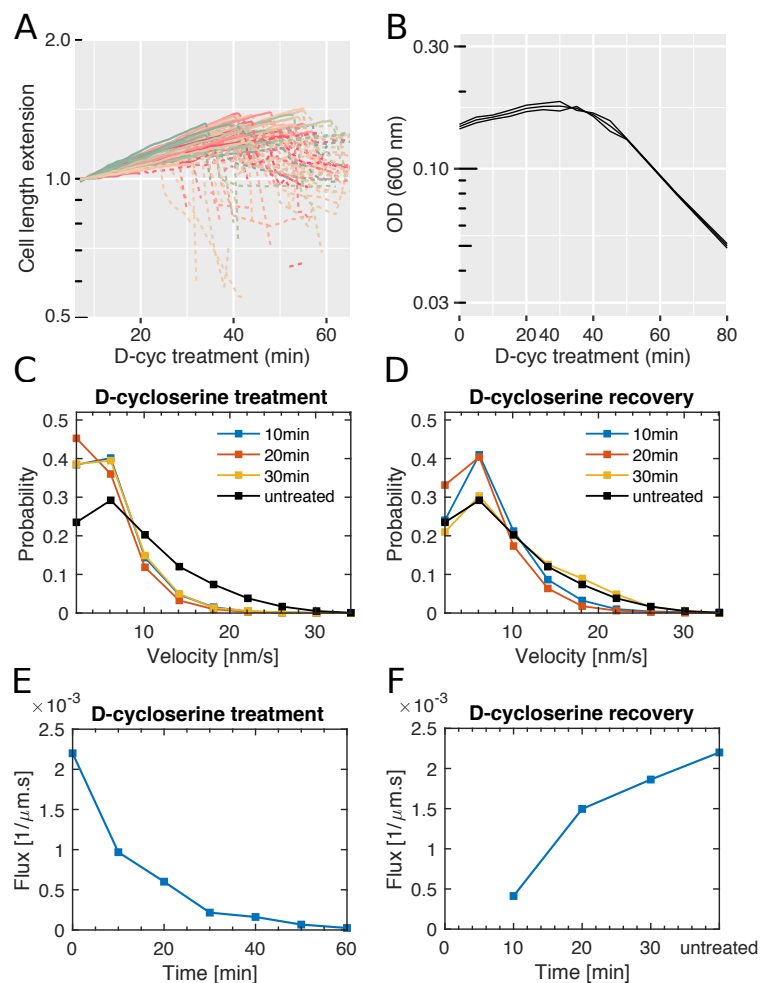 A
2.0
1.0
0.5
Cell length extension
20
40
60
D-cyc treatment (min)
B
0.30
0.10
0.03
OD (600 nm)
0
20
40
40
60
80
D-cyc treatment (min)
C
D-cycloserine treatment
0.5
0.4
0.3
0.2
0.1
0
Probability
10min
20min
30min
untreated
10
20
30
Velocity [nm/s]
D
D-cycloserine recovery
0.5
0.4
0.3
0.2
0.1
0
Probability
10min
20min
30min
untreated
10
20
30
Velocity [nm/s]
E
×10⁻³
D-cycloserine treatment
2.5
2
1.5
1
0.5
0
Flux [1/μm.s]
0
10
20
30
40
50
60
Time [min]
F
×10⁻³
D-cycloserine recovery
2.5
2
1.5
1
0.5
0
Flux [1/μm.s]
0
10
20
30
untreated
Time [min]